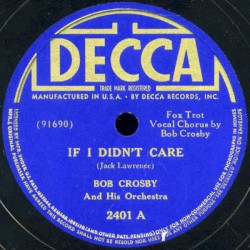 DECCA
TRADE MARK REGISTERED
MANUFACTURED IN U.S.A. • BY DECCA RECORDS, INC.
(91690)
Fox Trot
Vocal Chorus by
Bob Crosby
IF I DIDN'T CARE
(Jack Lawrence)
BOB CROSBY
And His Orchestra
2401 A